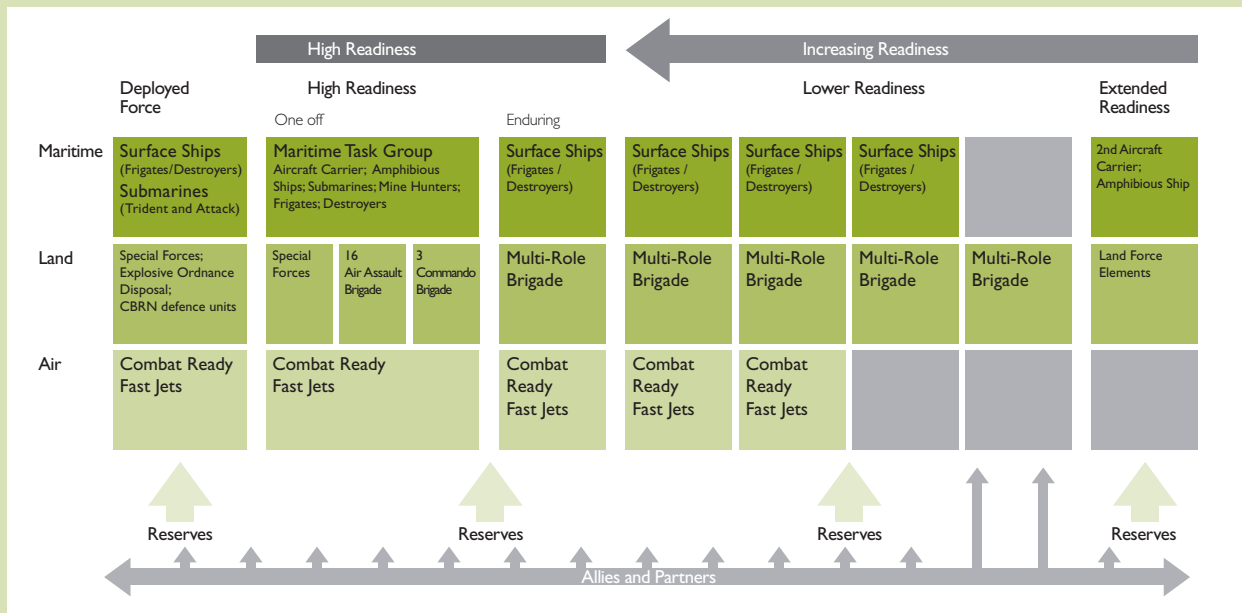 High Readiness
Increasing Readiness
Deployed
Force
High Readiness
Lower Readiness
Extended
Readiness
One off
Enduring
Maritime
Surface Ships
(Frigates/Destroyers)
Submarines
(Trident and Attack)
Maritime Task Group
Aircraft Carrier; Amphibious
Ships; Submarines; Mine Hunters;
Frigates; Destroyers
Surface Ships
(Frigates /
Destroyers)
Surface Ships
(Frigates /
Destroyers)
Surface Ships
(Frigates /
Destroyers)
Surface Ships
(Frigates /
Destroyers)
2nd Aircraft
Carrier;
Amphibious Ship
Land
Special Forces;
Explosive Ordnance
Disposal;
CBRN defence units
Special
Forces
16
Air Assault
Brigade
3
Commando
Brigade
Multi-Role
Brigade
Multi-Role
Brigade
Multi-Role
Brigade
Multi-Role
Brigade
Multi-Role
Brigade
Land Force
Elements
Air
Combat Ready
Fast Jets
Combat Ready
Fast Jets
Combat
Ready
Fast Jets
Combat
Ready
Fast Jets
Combat
Ready
Fast Jets
Reserves
Reserves
Reserves
Reserves
Allies and Partners